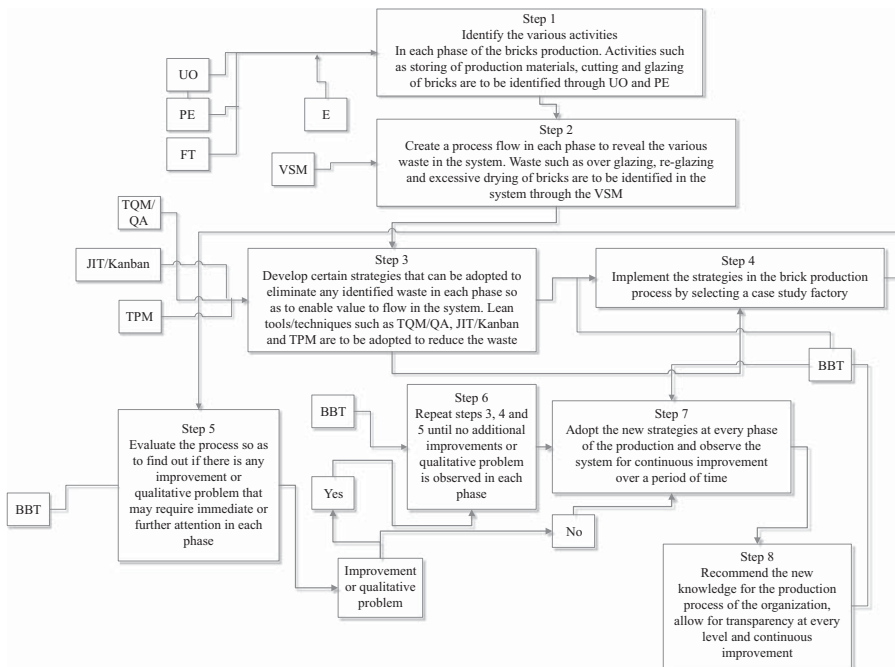 Step 1
Identify the various activities
In each phase of the bricks production. Activities such
as storing of production materials, cutting and glazing
of bricks are to be identified through UO and PE
UO
PE
E
FT
Step 2
Create a process flow in each phase to reveal the various
waste in the system. Waste such as over glazing, re-glazing
and excessive drying of bricks are to be identified in the
system through the VSM
VSM
TQM/
QA
JIT/Kanban
TPM
Step 3
Develop certain strategies that can be adopted to
eliminate any identified waste in each phase so
as to enable value to flow in the system. Lean
tools/techniques such as TQM/QA, JIT/Kanban
and TPM are to be adopted to reduce the waste
Step 4
Implement the strategies in the brick production
process by selecting a case study factory
BBT
Step 5
Evaluate the process so as
to find out if there is any
improvement or
qualitative problem that
may require immediate or
further attention in each
phase
BBT
BBT
Step 6
Repeat steps 3, 4 and
5 until no additional
improvements or
qualitative problem
is observed in each
phase
Step 7
Adopt the new strategies at every phase
of the production and observe the
system for continuous improvement
over a period of time
Yes
No
Improvement
or qualitative
problem
Step 8
Recommend the new
knowledge for the production
process of the organization,
allow for transparency at every
level and continuous
improvement